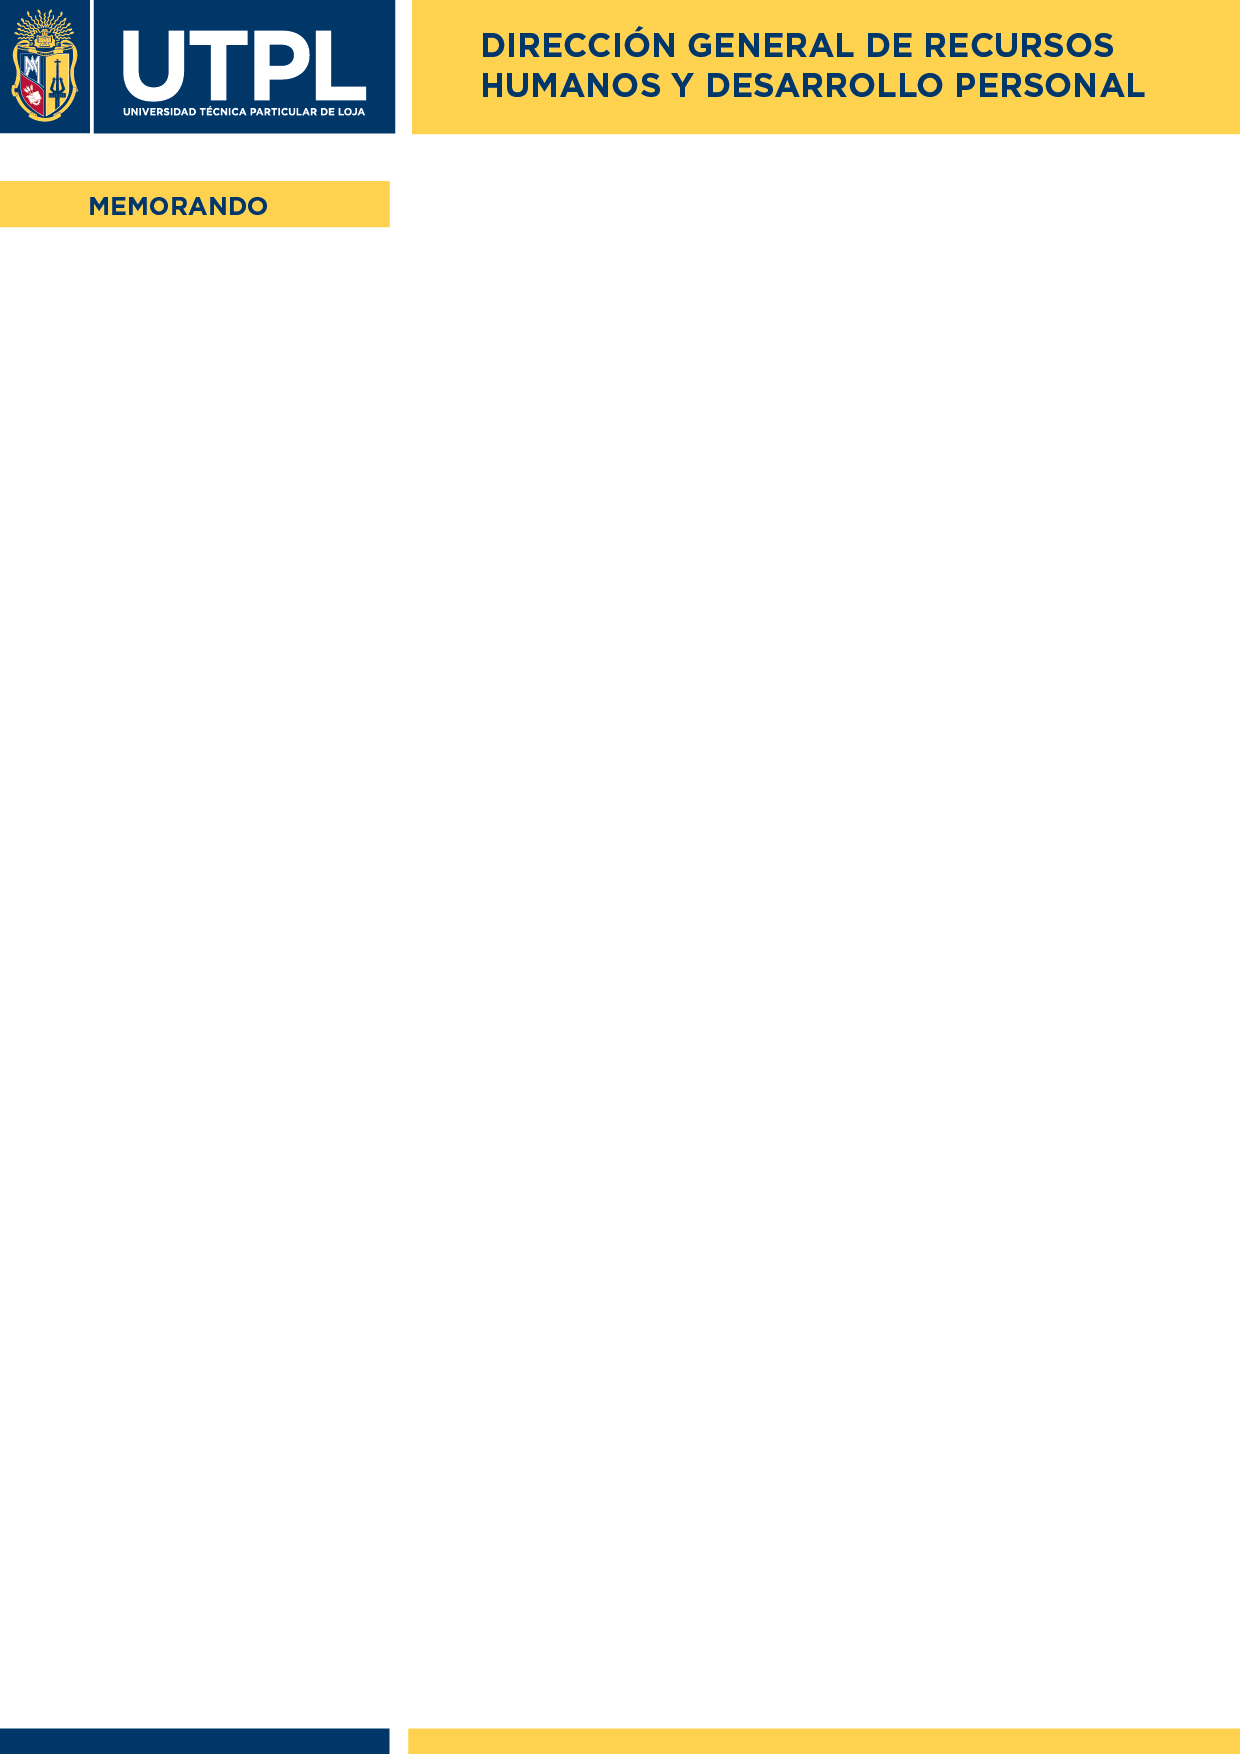 UTPL
UNIVERSIDAD TÉCNICA PARTICULAR DE LOJA
DIRECCIÓN GENERAL DE RECURSOS
HUMANOS Y DESARROLLO PERSONAL
MEMORANDO